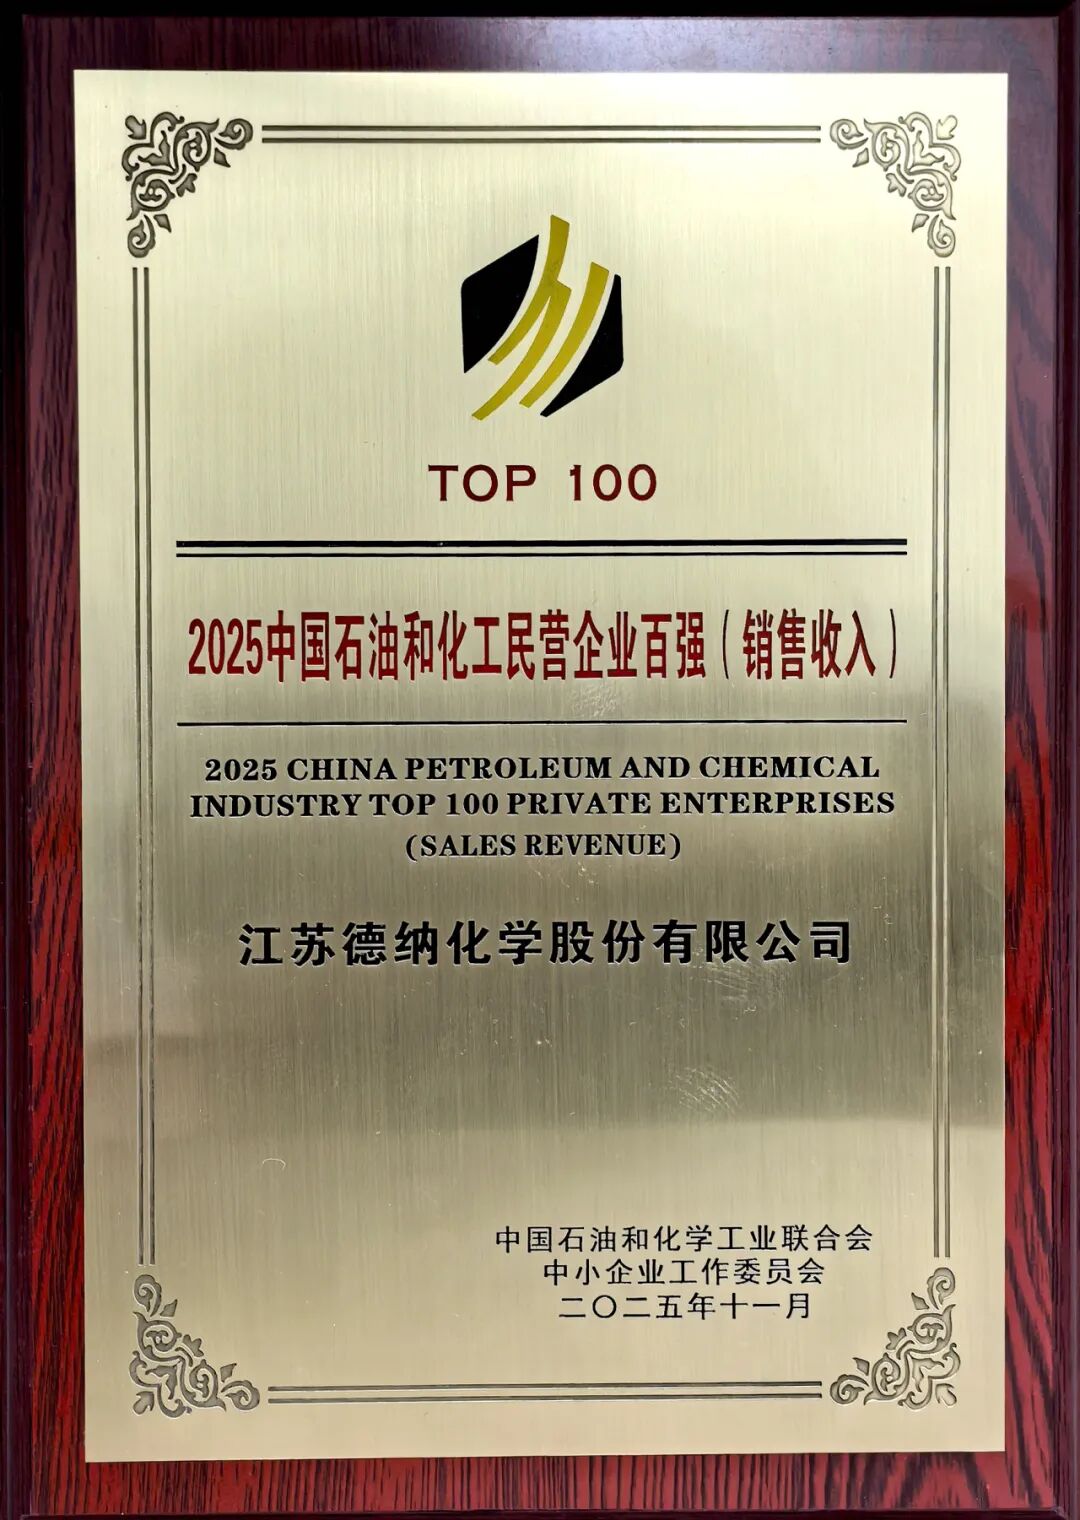 TOP 100
2025中国石油和化工民营企业百强（销售收入）
2025 CHINA PETROLEUM AND CHEMICAL
INDUSTRY TOP 100 PRIVATE ENTERPRISES
(SALES REVENUE)
江苏德纳化学股份有限公司
中国石油和化学工业联合会
中小企业工作委员会
二〇二五年十一月